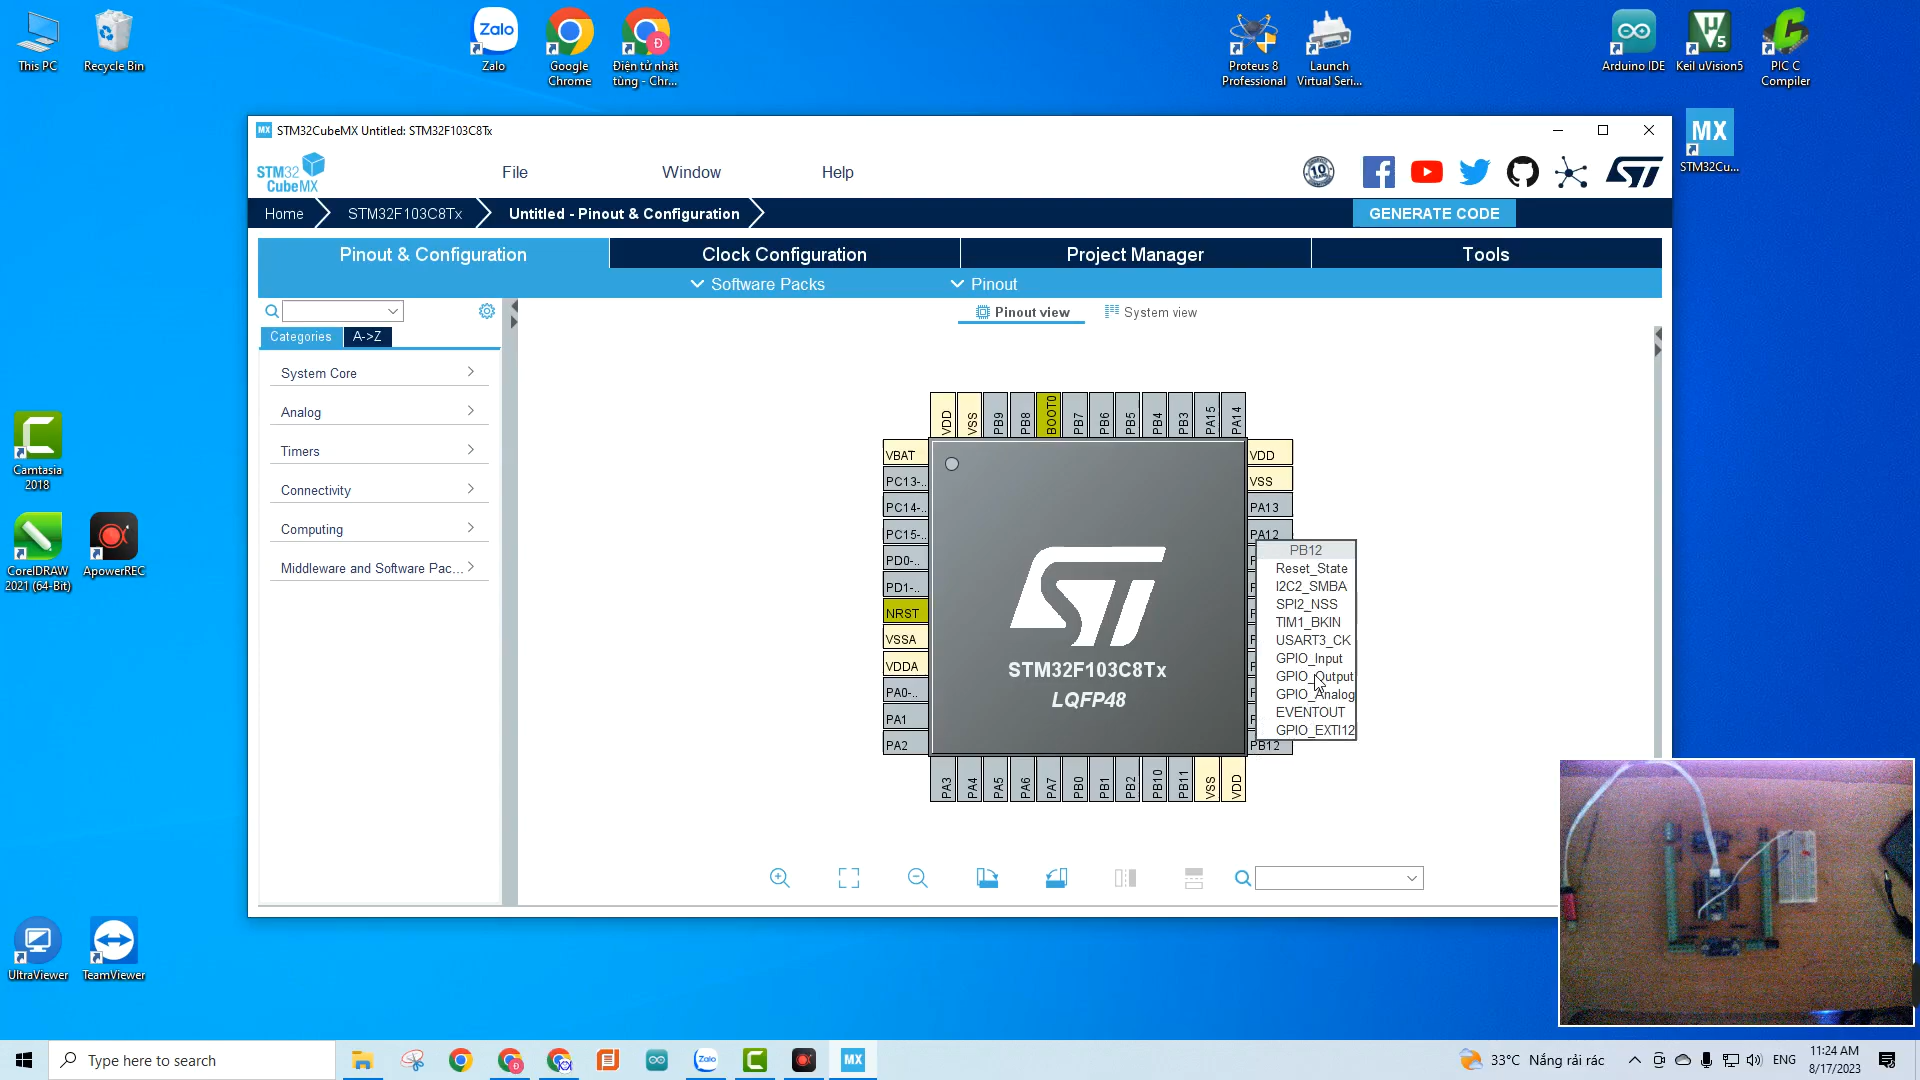 This PC
Recycle Bin
Zalo
Zalo
Google
Chrome
Điện tử nhật
tùng - Chr...
Proteus 8
Professional
Launch
Virtual Seri...
Arduino IDE
Keil uVision5
PIC C
Compiler
MX
STM32Cu...
Camtasia
2018
CorelDRAW
2021 (64-Bit)
ApowerREC
UltraViewer
TeamViewer
MX STM32CubeMX Untitled: STM32F103C8Tx
STM32
CubeMX
File
Window
Help
10
Home
STM32F103C8Tx
Untitled - Pinout & Configuration
GENERATE CODE
Pinout & Configuration
Clock Configuration
Project Manager
Tools
Software Packs
Pinout
Pinout view
System view
Categories
A->Z
System Core
Analog
Timers
Connectivity
Computing
Middleware and Software Pac...
VDD
VSS
PB9
PB8
BOOT0
PB7
PB6
PB5
PB4
PB3
PA15
PA14
VBAT
PC13-..
PC14-..
PC15-..
PD0-..
PD1-..
NRST
VSSA
VDDA
PA0-..
PA1
PA2
STM32F103C8Tx
LQFP48
VDD
VSS
PA13
PA12
PB12
PB12
Reset_State
I2C2_SMBA
SPI2_NSS
TIM1_BKIN
USART3_CK
GPIO_Input
GPIO_Output
GPIO_Analog
EVENTOUT
GPIO_EXTI12
PA3
PA4
PA5
PA6
PA7
PB0
PB1
PB2
PB10
PB11
VSS
VDD
Type here to search
Zalo
MX
33°C Nắng rải rác
ENG
11:24 AM
8/17/2023